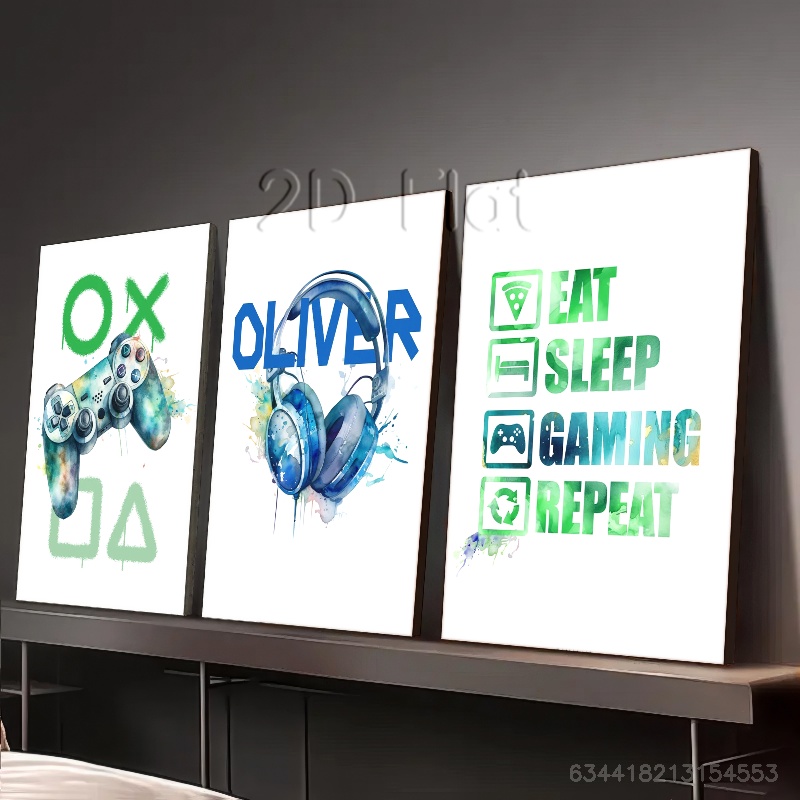 2D Flat
OX
OLIVER
EAT
SLEEP
GAMING
REPEAT
634418213154553